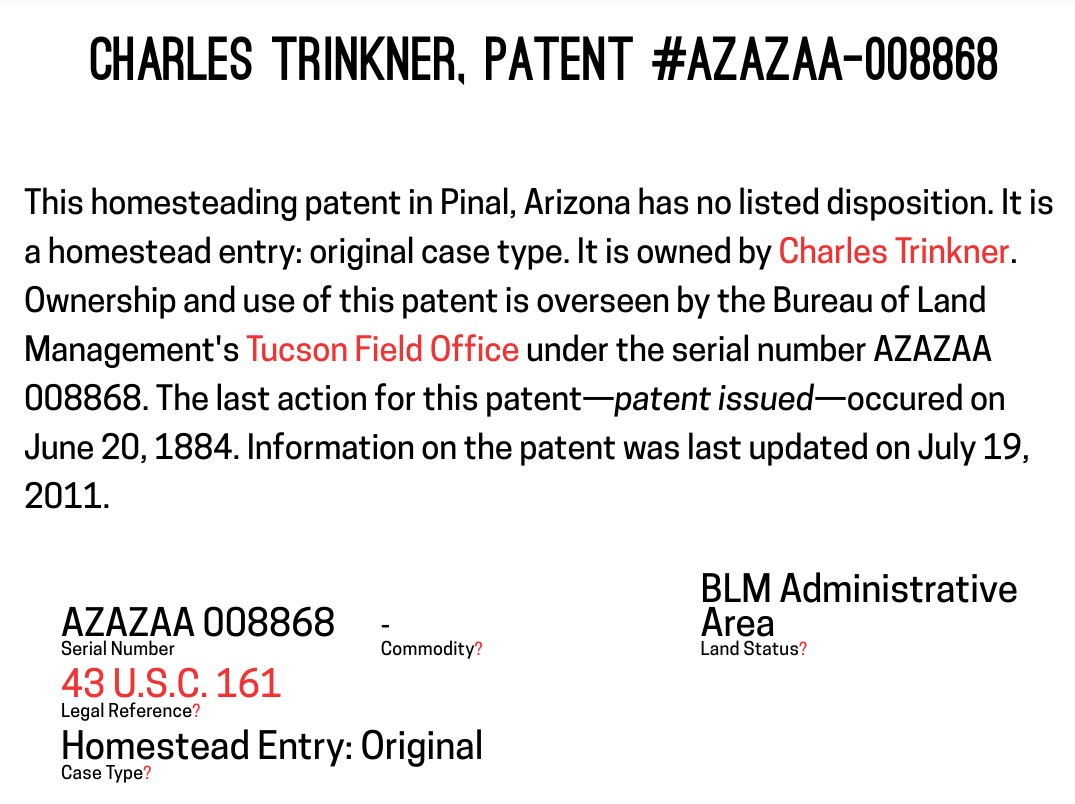 CHARLES TRINKNER, PATENT #AZAZAA-008868
This homesteading patent in Pinal, Arizona has no listed disposition. It is
a homestead entry: original case type. It is owned by Charles Trinkner.
Ownership and use of this patent is overseen by the Bureau of Land
Management's Tucson Field Office under the serial number AZAZAA
008868. The last action for this patent—patent issued—occured on
June 20, 1884. Information on the patent was last updated on July 19,
2011.
AZAZAA 008868
Serial Number
-
Commodity?
BLM Administrative
Area
Land Status?
43 U.S.C. 161
Legal Reference?
Homestead Entry: Original
Case Type?